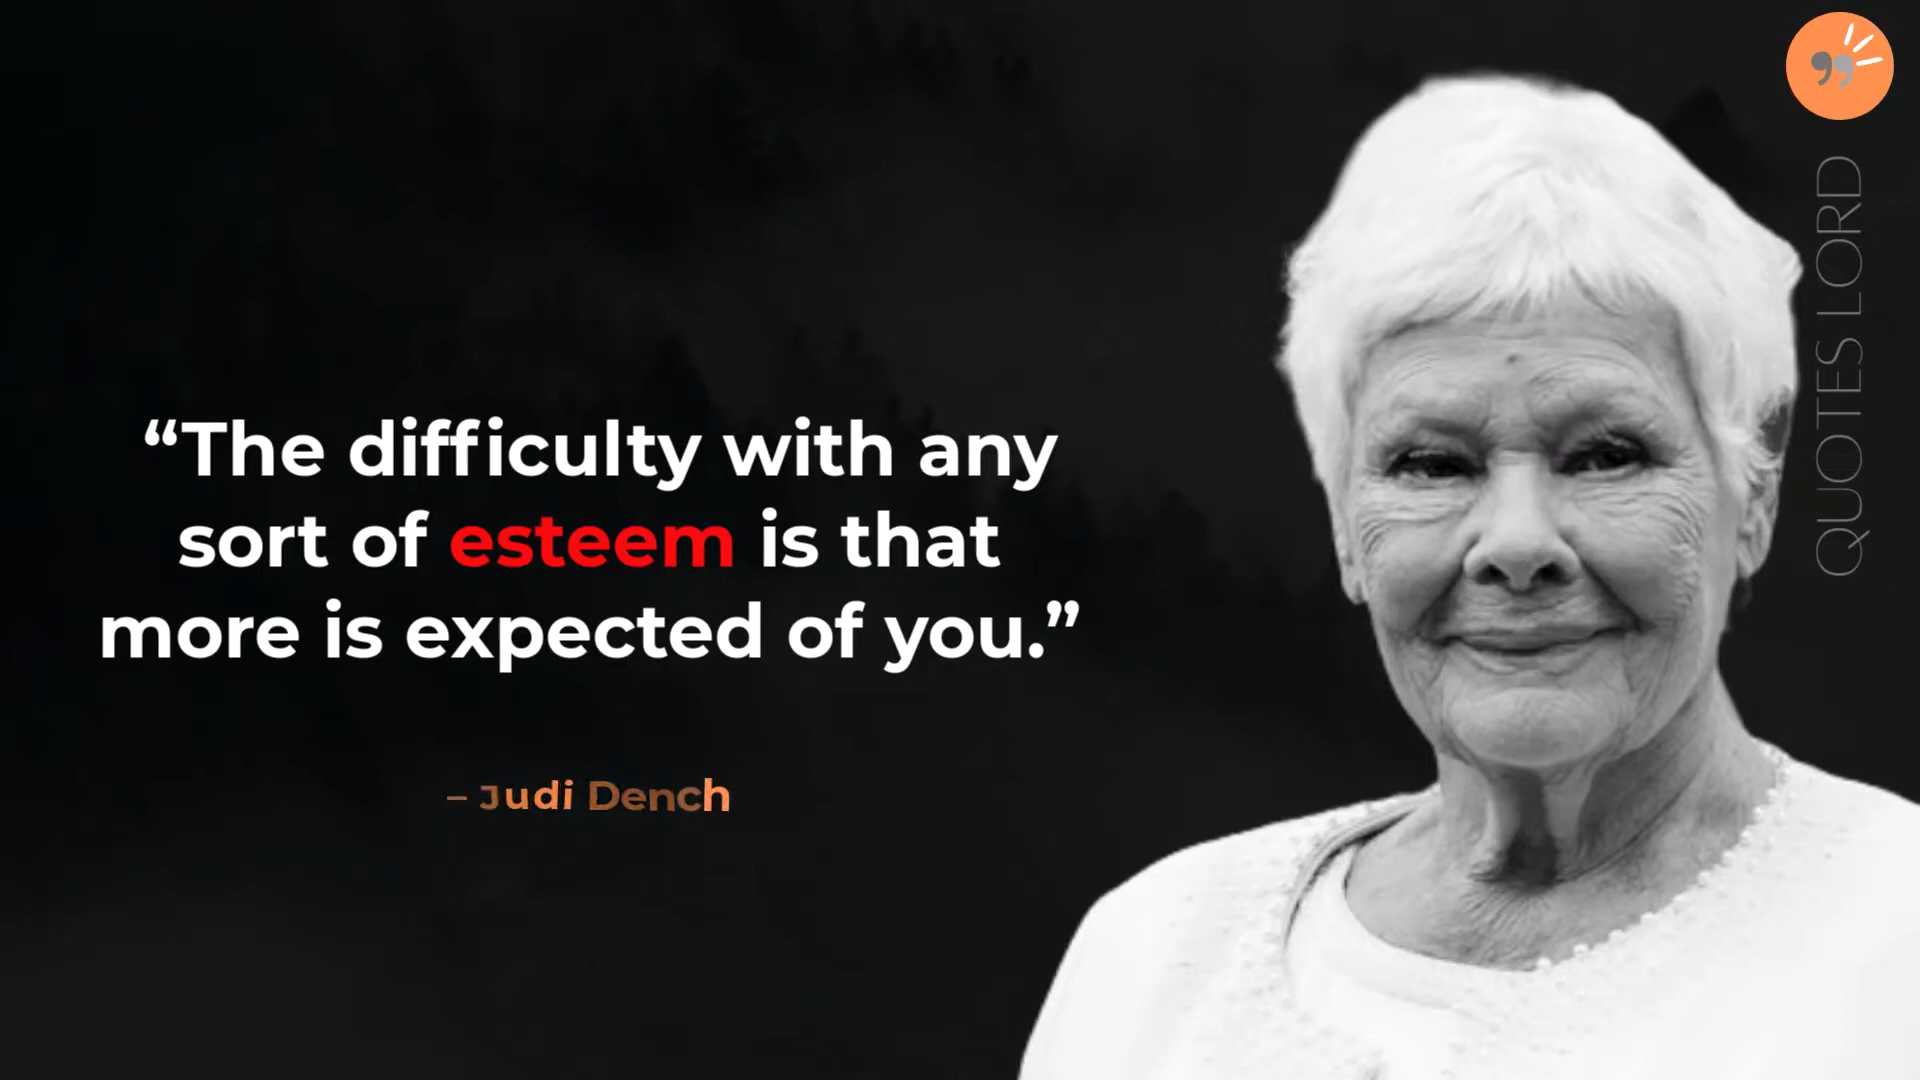 “The difficulty with any
sort of esteem is that
more is expected of you.”
– Judi Dench
QUOTES LORD